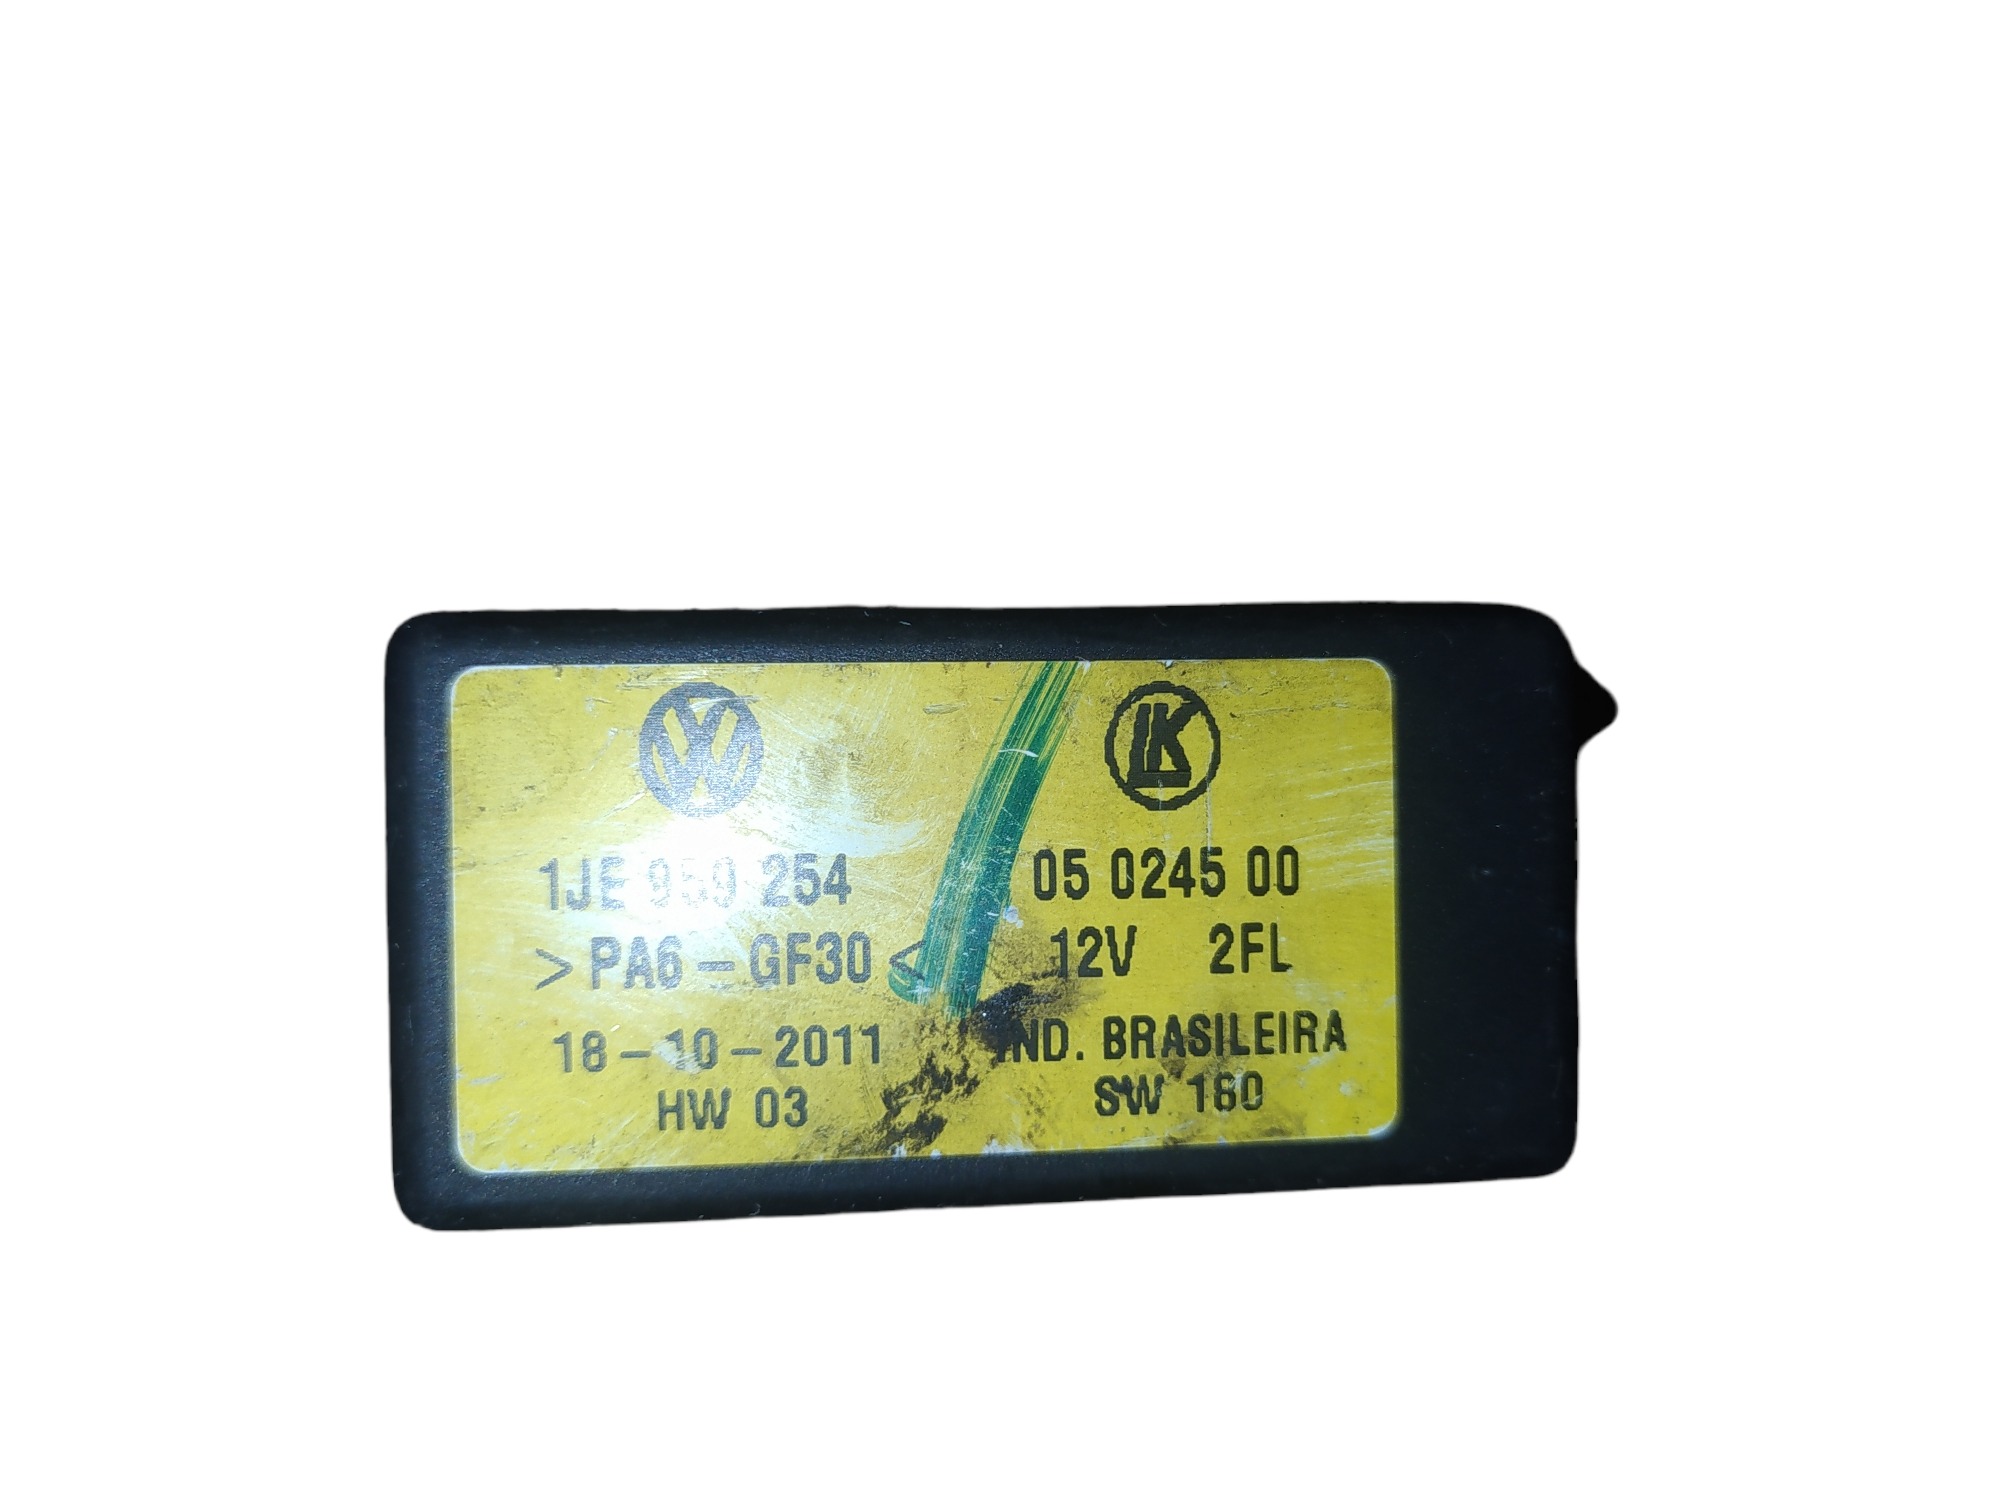 1JE 959 254
>PA6-GF30<
18-10-2011
HW 03
LK
05 0245 00
12V 2FL
IND. BRASILEIRA
SW 160